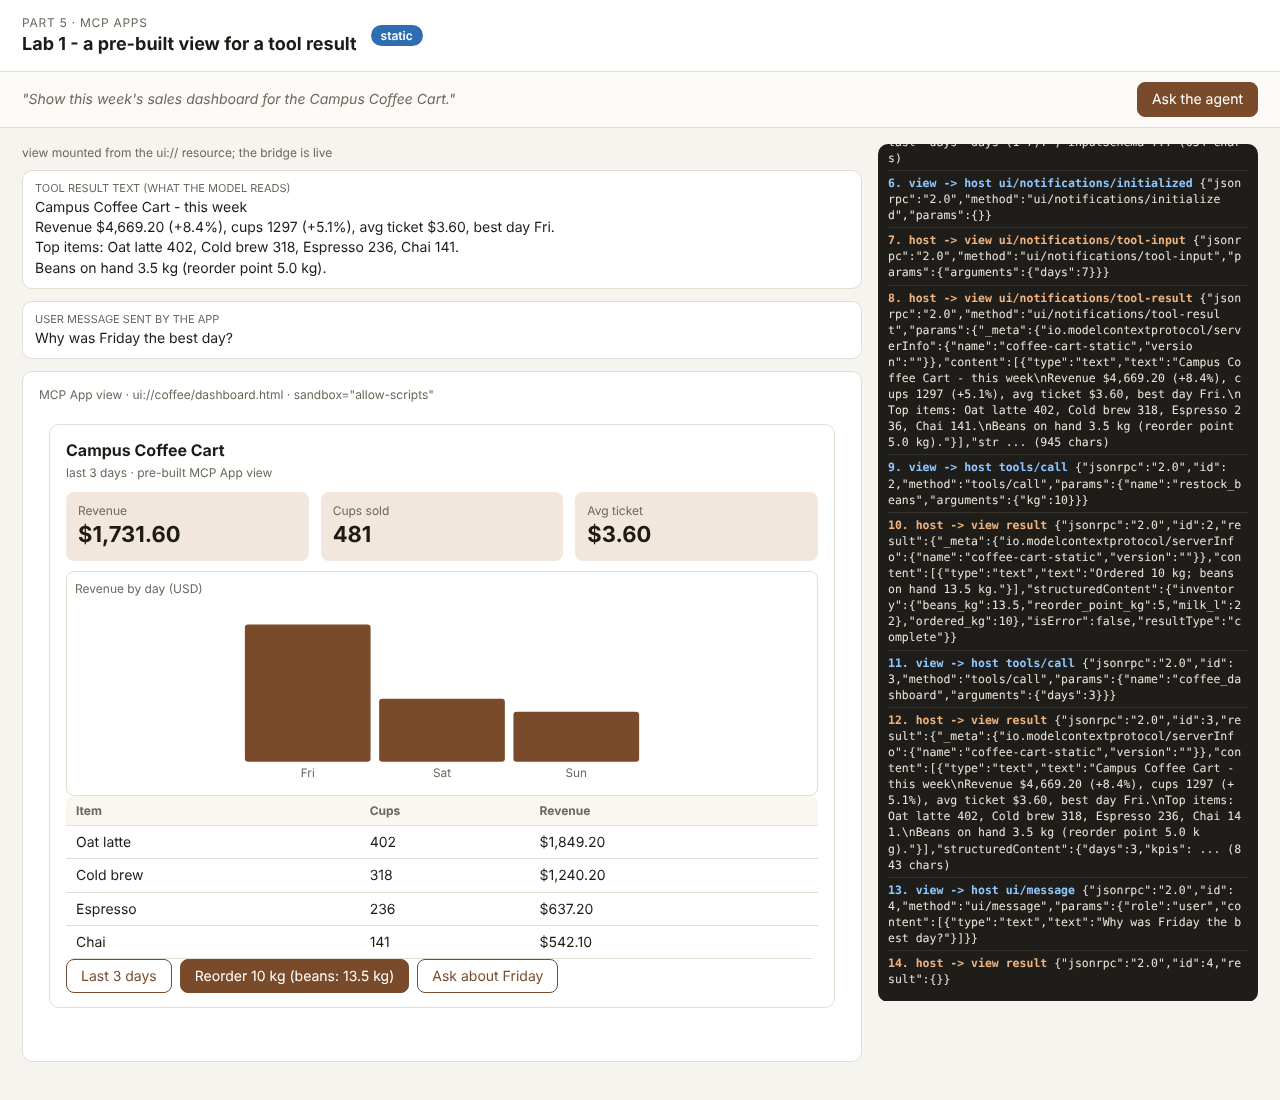 PART 5 · MCP APPS
Lab 1 - a pre-built view for a tool result
static
"Show this week's sales dashboard for the Campus Coffee Cart."
Ask the agent
view mounted from the ui:// resource; the bridge is live
TOOL RESULT TEXT (WHAT THE MODEL READS)
Campus Coffee Cart - this week
Revenue $4,669.20 (+8.4%), cups 1297 (+5.1%), avg ticket $3.60, best day Fri.
Top items: Oat latte 402, Cold brew 318, Espresso 236, Chai 141.
Beans on hand 3.5 kg (reorder point 5.0 kg).
USER MESSAGE SENT BY THE APP
Why was Friday the best day?
MCP App view · ui://coffee/dashboard.html · sandbox="allow-scripts"
Campus Coffee Cart
last 3 days · pre-built MCP App view
Revenue
$1,731.60
Cups sold
481
Avg ticket
$3.60
Revenue by day (USD)
Fri
Sat
Sun
Item Cups Revenue
Oat latte 402 $1,849.20
Cold brew 318 $1,240.20
Espresso 236 $637.20
Chai 141 $542.10
Last 3 days
Reorder 10 kg (beans: 13.5 kg)
Ask about Friday
s)
6. view -> host ui/notifications/initialized {"json
rpc":"2.0","method":"ui/notifications/initialize
d","params":{}}
7. host -> view ui/notifications/tool-input {"jsonr
pc":"2.0","method":"ui/notifications/tool-input","p
arams":{"arguments":{"days":7}}}
8. host -> view ui/notifications/tool-result {"json
rpc":"2.0","method":"ui/notifications/tool-resul
t","params":{"_meta":{"io.modelcontextprotocol/serv
erInfo":{"name":"coffee-cart-static","versio
n":""}},"content":[{"type":"text","text":"Campus Co
ffee Cart - this week\nRevenue $4,669.20 (+8.4%), c
ups 1297 (+5.1%), avg ticket $3.60, best day Fri.\n
Top items: Oat latte 402, Cold brew 318, Espresso 2
36, Chai 141.\nBeans on hand 3.5 kg (reorder point
5.0 kg)."}],"str ... (945 chars)
9. view -> host tools/call {"jsonrpc":"2.0","id":
2,"method":"tools/call","params":{"name":"restock_b
eans","arguments":{"kg":10}}}
10. host -> view result {"jsonrpc":"2.0","id":2,"re
sult":{"_meta":{"io.modelcontextprotocol/serverInf
o":{"name":"coffee-cart-static","version":""}},"con
tent":[{"type":"text","text":"Ordered 10 kg; beans
on hand 13.5 kg."}],"structuredContent":{"inventor
y":{"beans_kg":13.5,"reorder_point_kg":5,"milk_l":2
2},"ordered_kg":10},"isError":false,"resultType":"c
omplete"}}
11. view -> host tools/call {"jsonrpc":"2.0","id":
3,"method":"tools/call","params":{"name":"coffee_da
shboard","arguments":{"days":3}}}
12. host -> view result {"jsonrpc":"2.0","id":3,"re
sult":{"_meta":{"io.modelcontextprotocol/serverInf
o":{"name":"coffee-cart-static","version":""}},"con
tent":[{"type":"text","text":"Campus Coffee Cart -
this week\nRevenue $4,669.20 (+8.4%), cups 1297 (+
5.1%), avg ticket $3.60, best day Fri.\nTop items:
Oat latte 402, Cold brew 318, Espresso 236, Chai 14
1.\nBeans on hand 3.5 kg (reorder point 5.0 k
g)."}],"structuredContent":{"days":3,"kpis": ... (8
43 chars)
13. view -> host ui/message {"jsonrpc":"2.0","id":
4,"method":"ui/message","params":{"role":"user","co
ntent":[{"type":"text","text":"Why was Friday the b
est day?"}]}}
14. host -> view result {"jsonrpc":"2.0","id":4,"re
sult":{}}